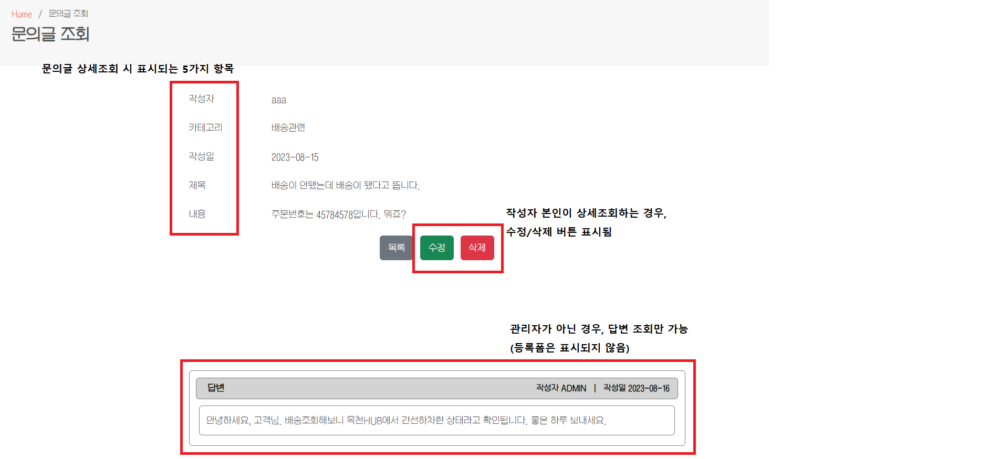 Home / 문의글 조회
문의글 조회
문의글 상세조회 시 표시되는 5가지 항목
작성자 aaa
카테고리 배송관련
작성일 2023-08-15
제목 배송이 안됐는데 배송이 됐다고 뜹니다.
내용 주문번호는 45784578입니다. 뭐죠?
작성자 본인이 상세조회하는 경우,
수정/삭제 버튼 표시됨
목록 수정 삭제
관리자가 아닌 경우, 답변 조회만 가능
(등록폼은 표시되지 않음)
답변 작성자 ADMIN | 작성일 2023-08-16
안녕하세요, 고객님. 배송조회해보니 옥천HUB에서 간선하차한 상태라고 확인됩니다. 좋은 하루 보내세요.